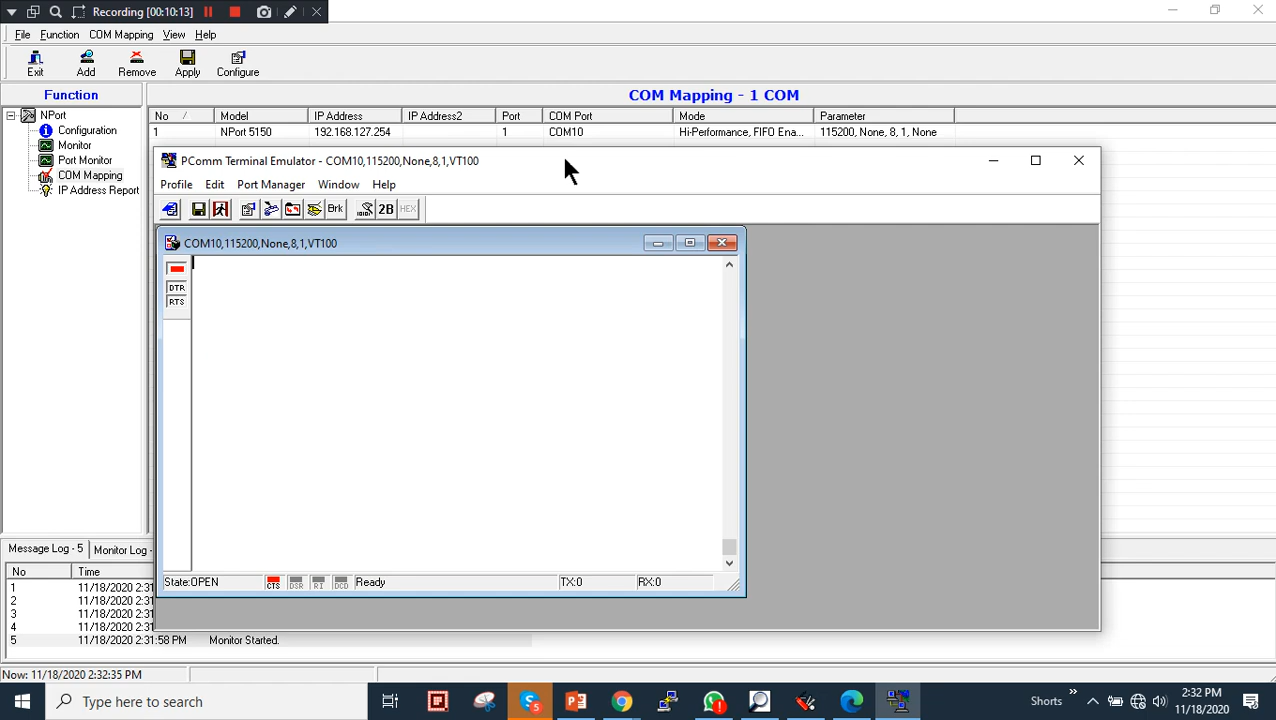 Recording [00:10:13]
File Function COM Mapping View Help
Exit Add Remove Apply Configure
Function
COM Mapping - 1 COM
NPort
Configuration
Monitor
Port Monitor
COM Mapping
IP Address Report
No Model IP Address IP Address2 Port COM Port Mode Parameter
1 NPort 5150 192.168.127.254 1 COM10 Hi-Performance, FIFO Ena... 115200, None, 8, 1, None
PComm Terminal Emulator - COM10,115200,None,8,1,VT100
Profile Edit Port Manager Window Help
Brk 2B HEX
COM10,115200,None,8,1,VT100
DTR
RTS
State:OPEN CTS DSR RI DCD Ready TX:0 RX:0
Message Log - 5 Monitor Log -
No Time
1 11/18/2020 2:31
2 11/18/2020 2:31
3 11/18/2020 2:31
4 11/18/2020 2:31
5 11/18/2020 2:31:58 PM Monitor Started.
Now: 11/18/2020 2:32:35 PM
Type here to search
Shorts
2:32 PM
11/18/2020